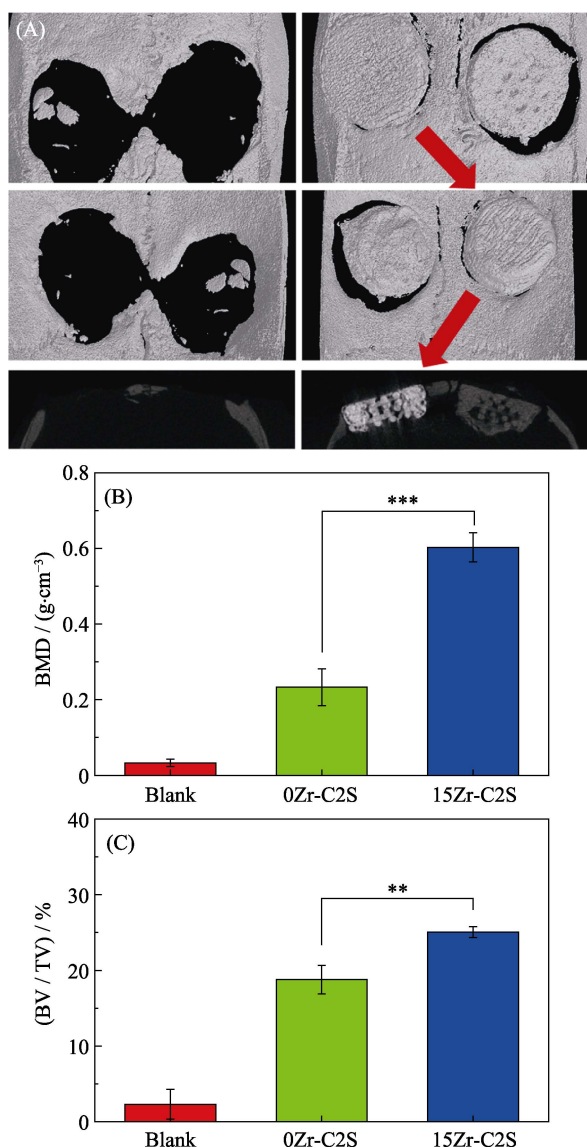 (A)
(B)
***
BMD / (g·cm⁻³)
0.8
0.6
0.4
0.2
0
Blank
0Zr-C2S
15Zr-C2S
(C)
**
(BV / TV) / %
40
30
20
10
0
Blank
0Zr-C2S
15Zr-C2S